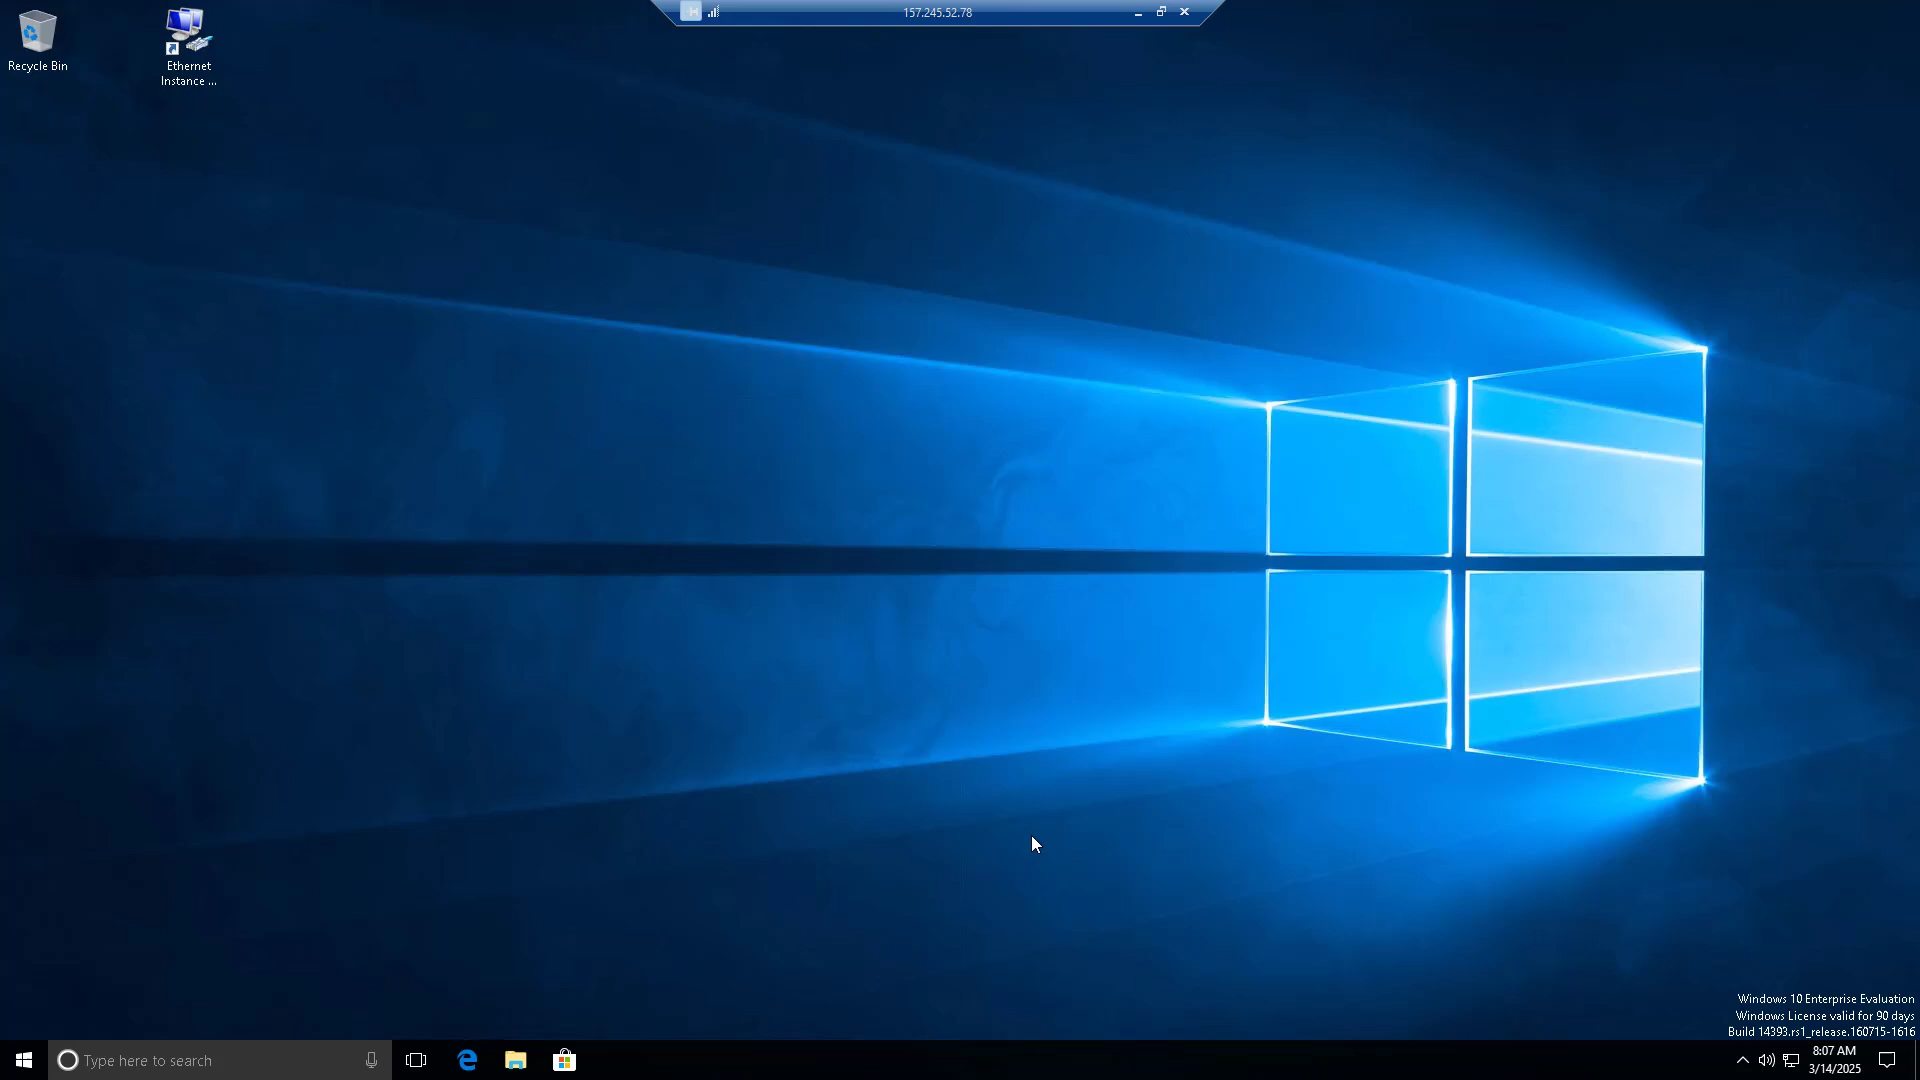 157.245.52.78
Recycle Bin
Ethernet
Instance ...
Windows 10 Enterprise Evaluation
Windows License valid for 90 days
Build 14393.rs1_release.160715-1616
Type here to search
8:07 AM
3/14/2025